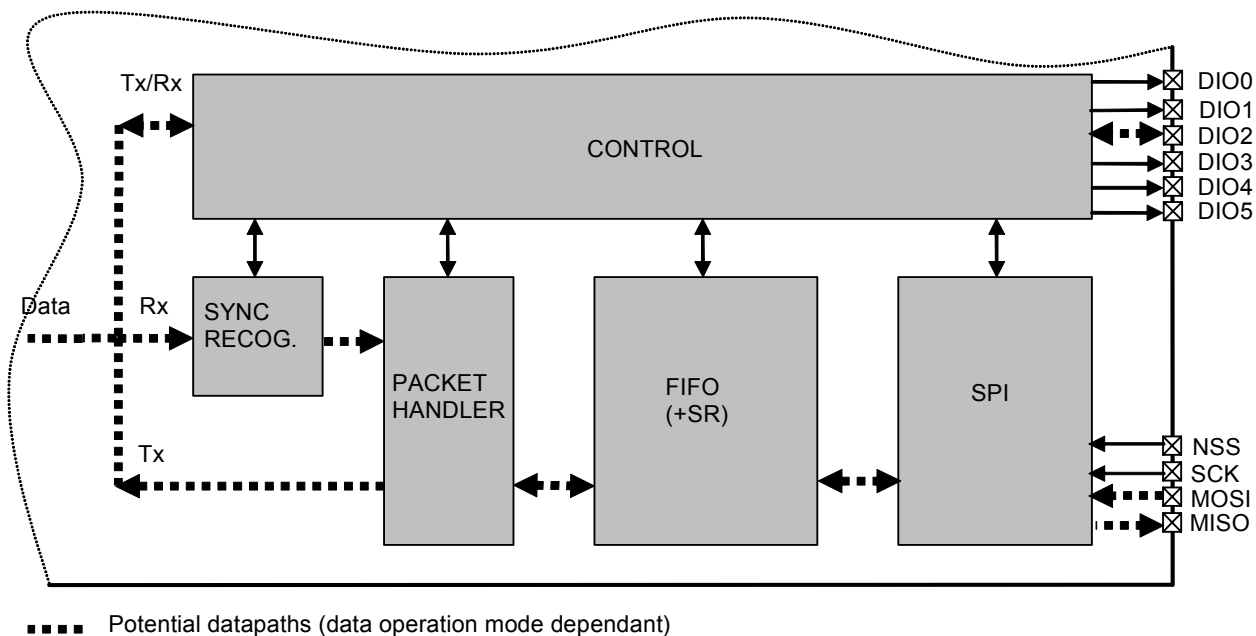 Tx/Rx
CONTROL
DIO0
DIO1
DIO2
DIO3
DIO4
DIO5
Data
Rx
SYNC
RECOG.
PACKET
HANDLER
FIFO
(+SR)
SPI
Tx
NSS
SCK
MOSI
MISO
Potential datapaths (data operation mode dependant)